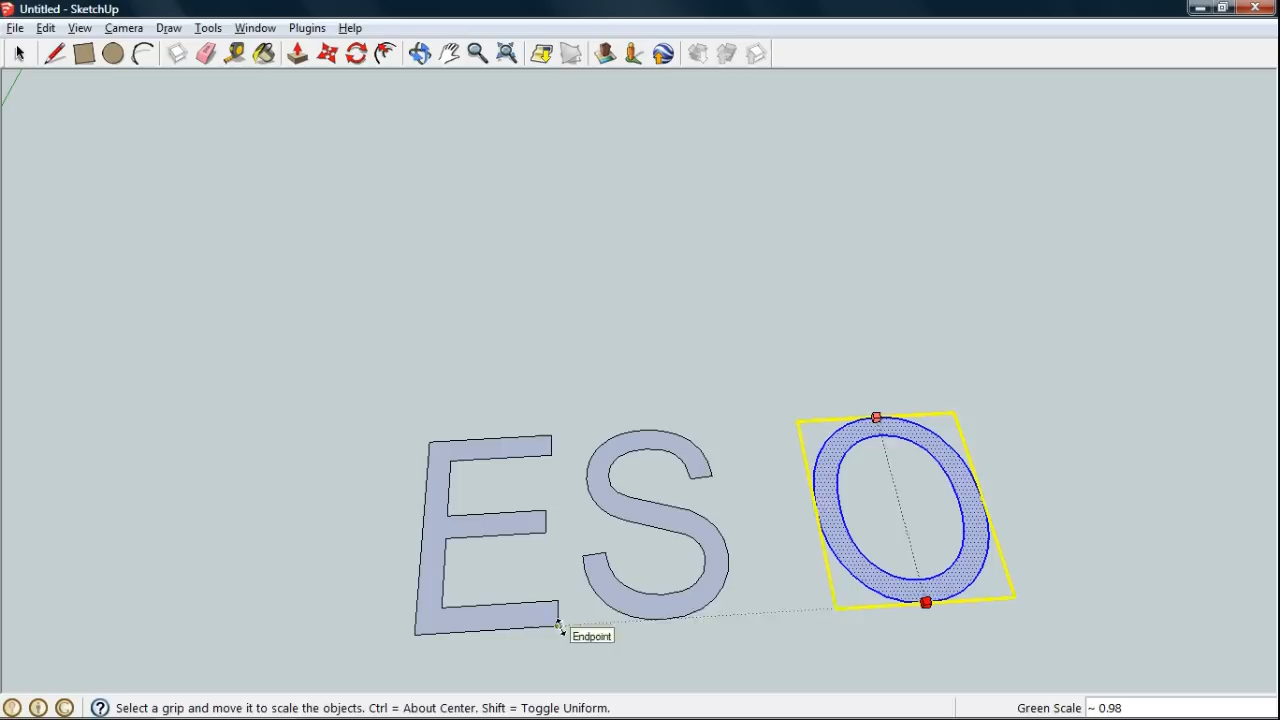 Untitled - SketchUp
File Edit View Camera Draw Tools Window Plugins Help
E S O
Endpoint
Select a grip and move it to scale the objects. Ctrl = About Center. Shift = Toggle Uniform.
Green Scale ~ 0.98